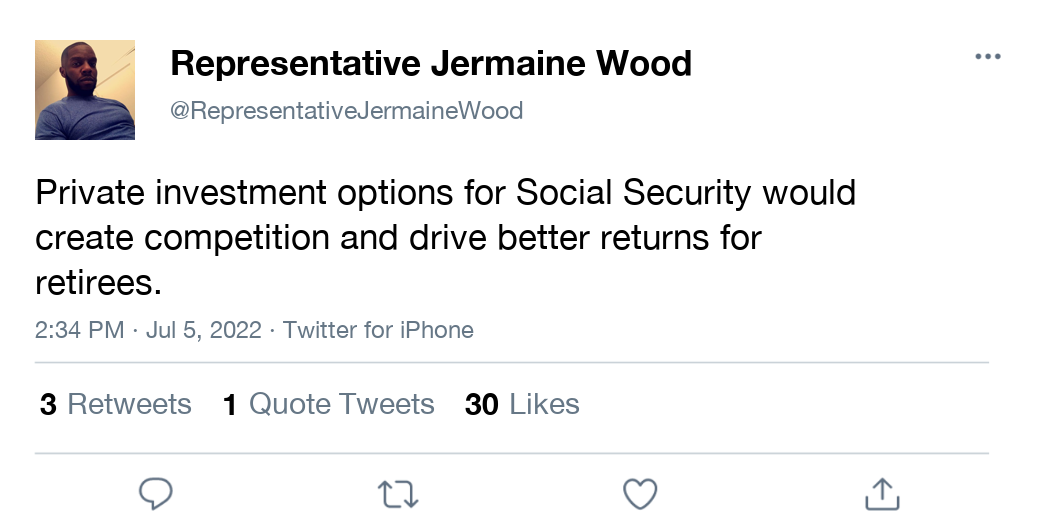 Representative Jermaine Wood
@RepresentativeJermaineWood
Private investment options for Social Security would
create competition and drive better returns for
retirees.
2:34 PM · Jul 5, 2022 · Twitter for iPhone
3 Retweets 1 Quote Tweets 30 Likes